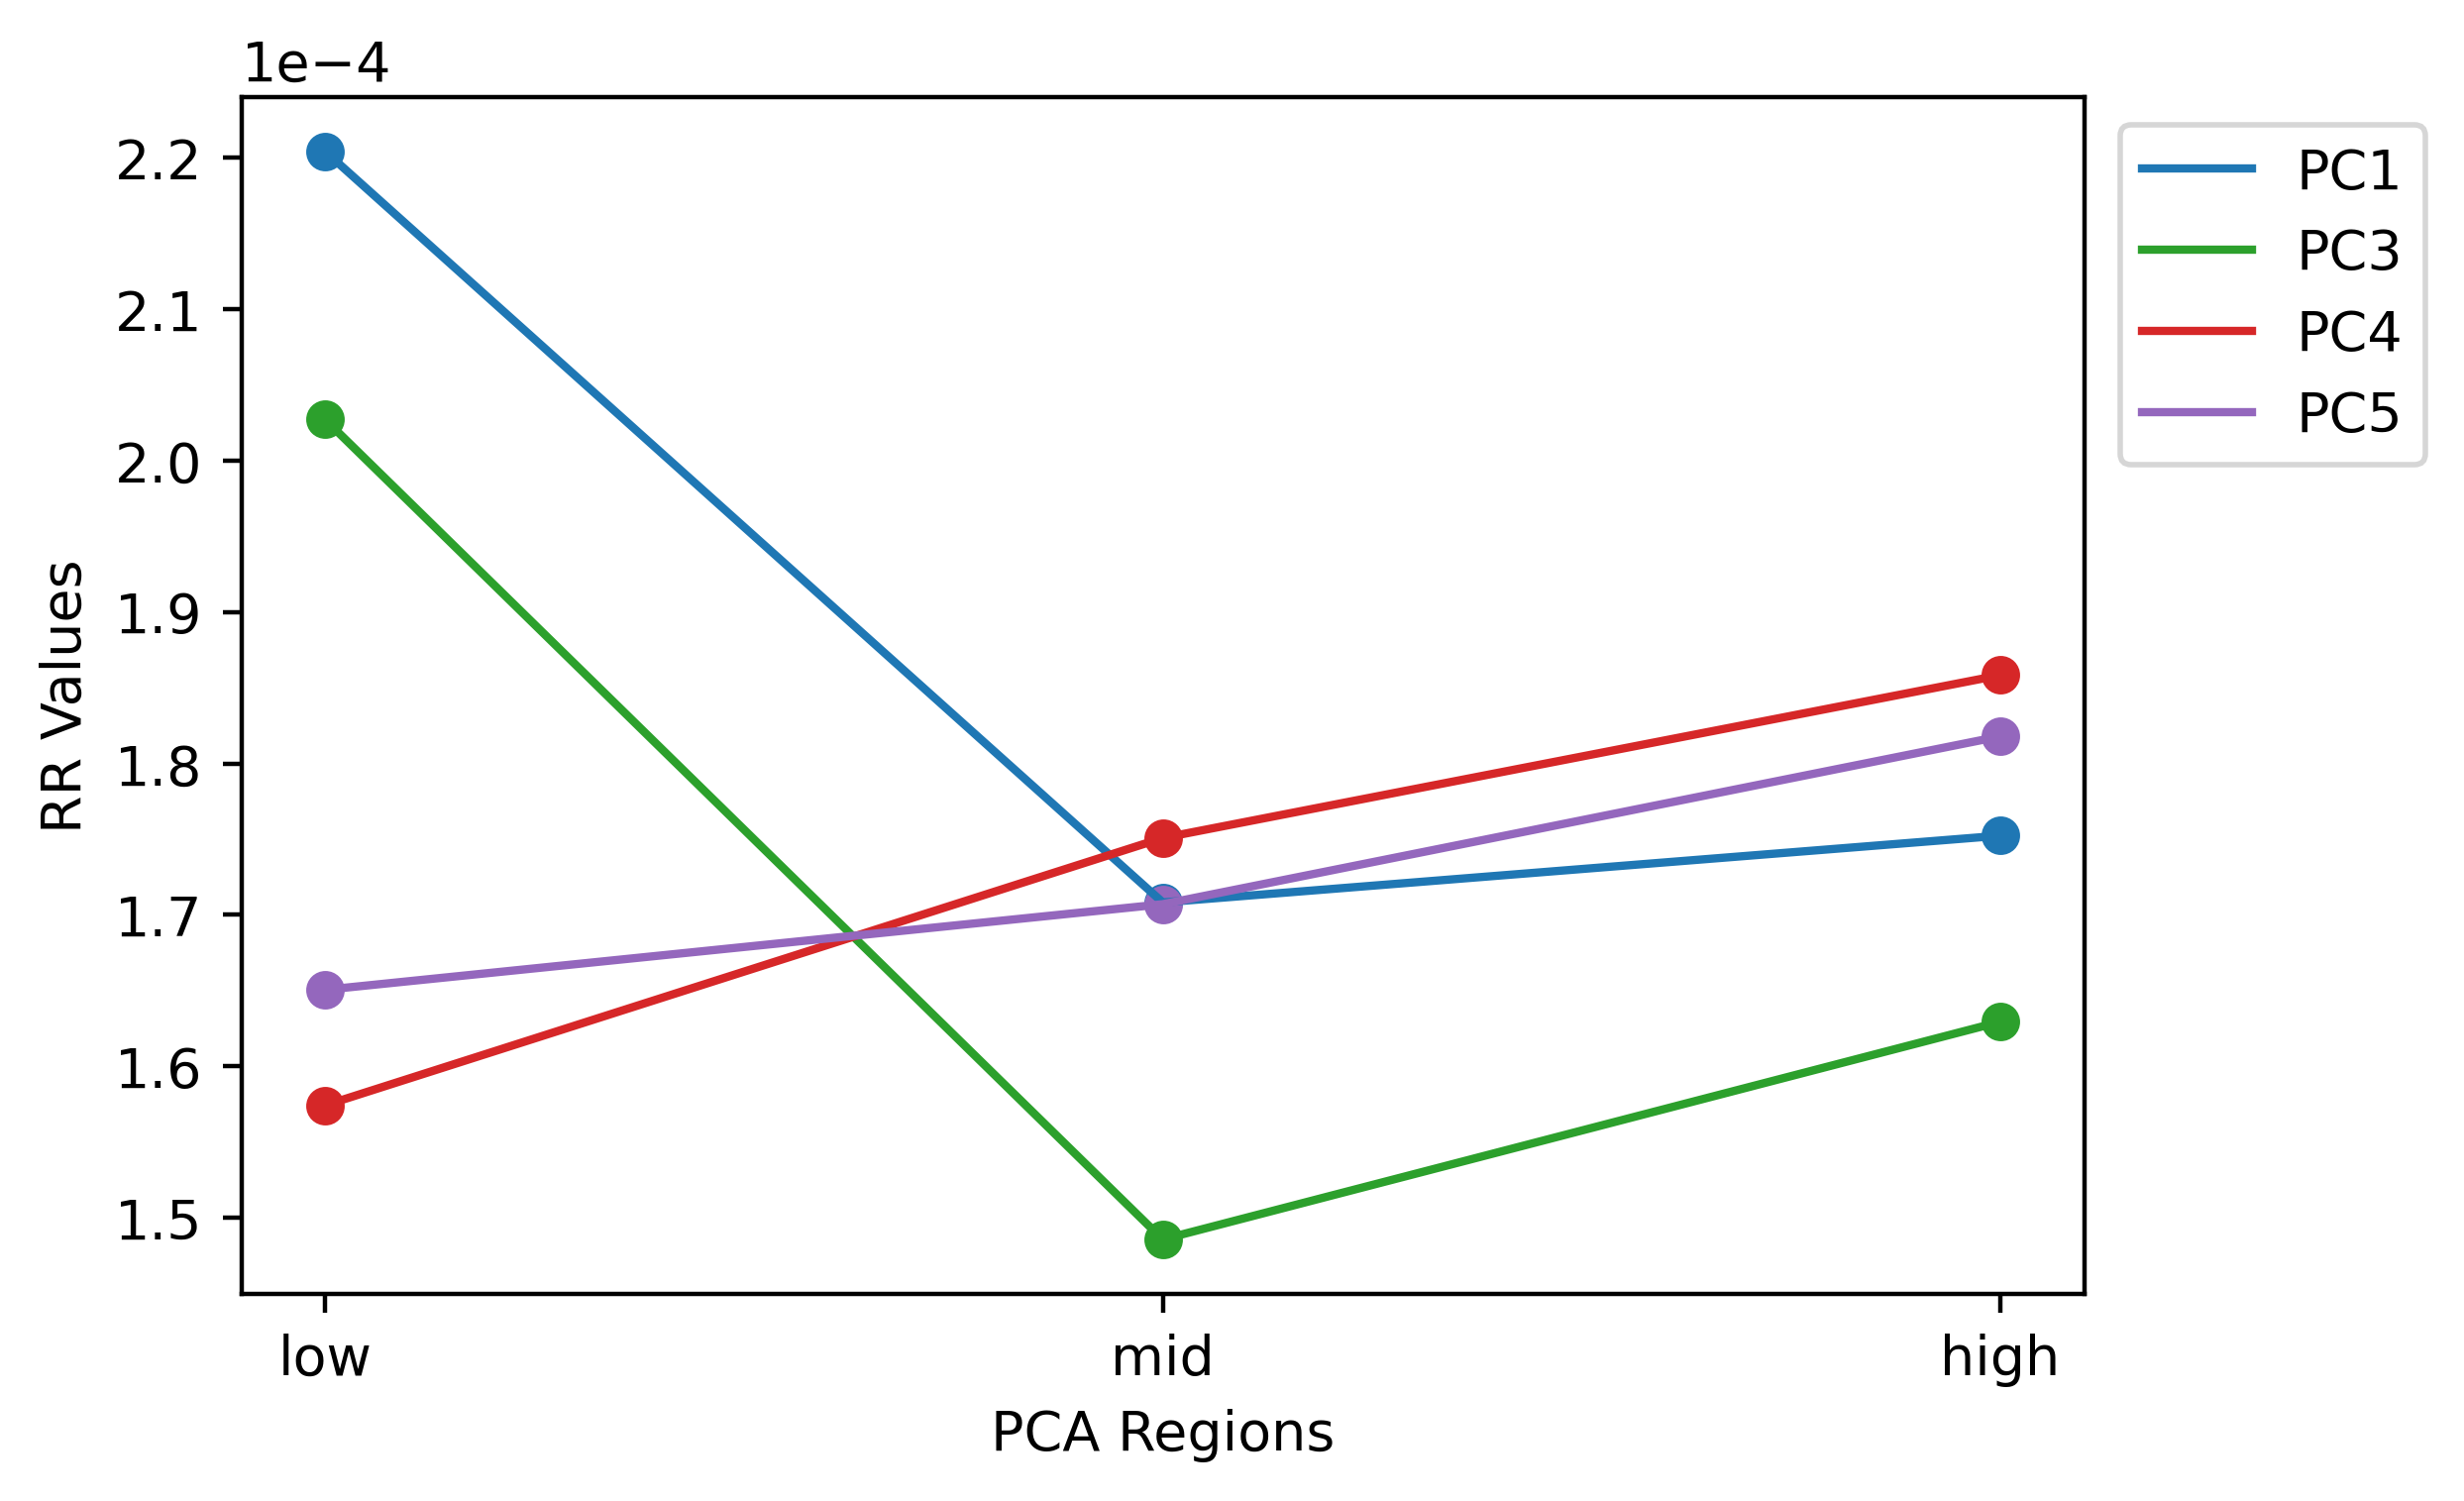 1e−4
2.2
2.1
2.0
1.9
1.8
1.7
1.6
1.5
RR Values
low
mid
high
PCA Regions
PC1
PC3
PC4
PC5